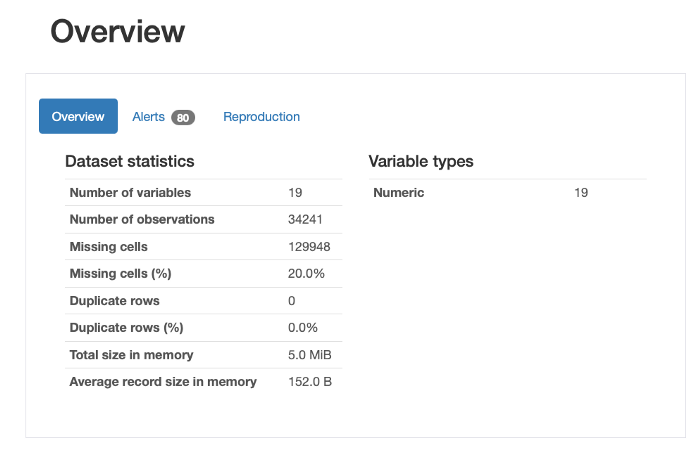 Overview
Overview Alerts 80 Reproduction
Dataset statistics
Number of variables 19
Number of observations 34241
Missing cells 129948
Missing cells (%) 20.0%
Duplicate rows 0
Duplicate rows (%) 0.0%
Total size in memory 5.0 MiB
Average record size in memory 152.0 B
Variable types
Numeric 19